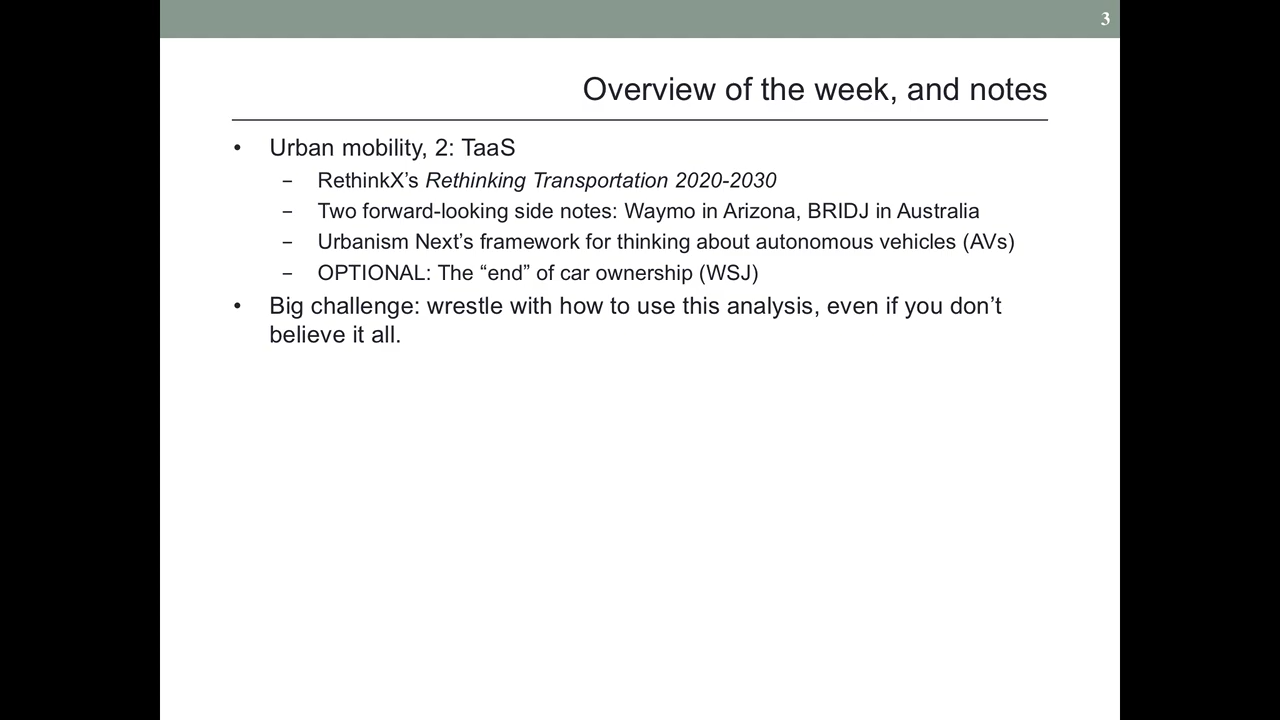 3
Overview of the week, and notes
• Urban mobility, 2: TaaS
– RethinkX’s Rethinking Transportation 2020-2030
– Two forward-looking side notes: Waymo in Arizona, BRIDJ in Australia
– Urbanism Next’s framework for thinking about autonomous vehicles (AVs)
– OPTIONAL: The “end” of car ownership (WSJ)
• Big challenge: wrestle with how to use this analysis, even if you don’t
believe it all.